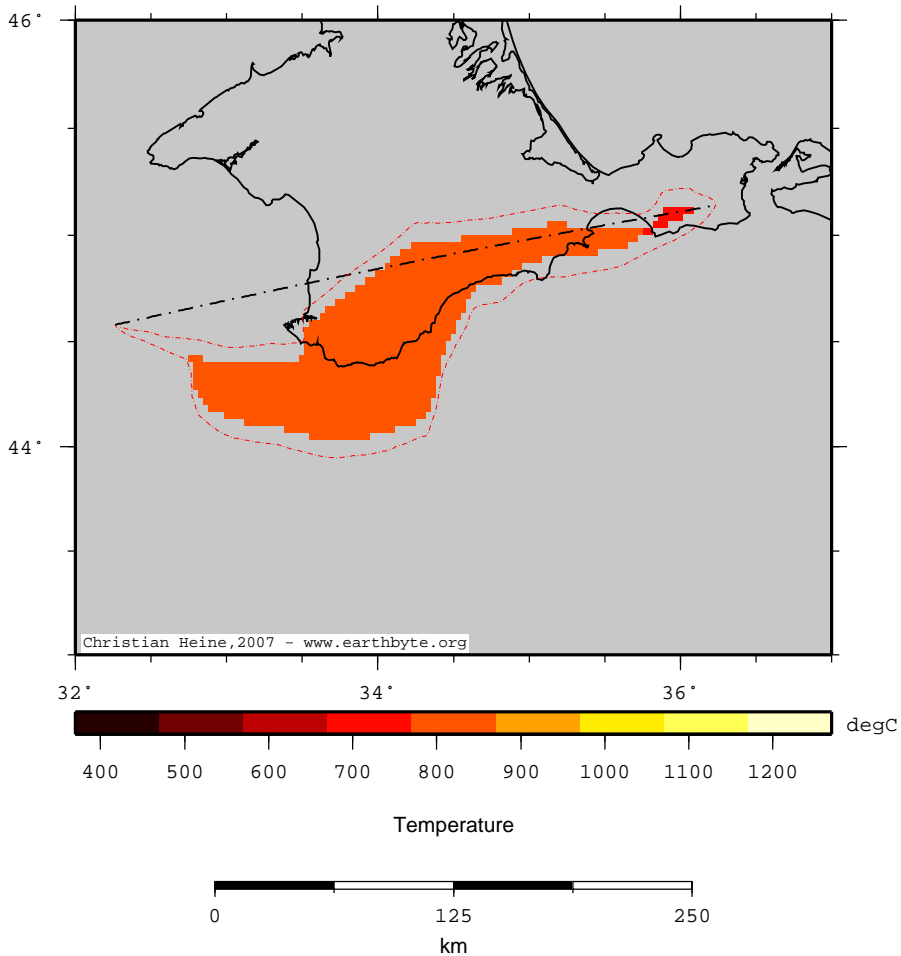 46°
44°
Christian Heine,2007 - www.earthbyte.org
32° 34° 36°
degC
400 500 600 700 800 900 1000 1100 1200
Temperature
0 125 250
km